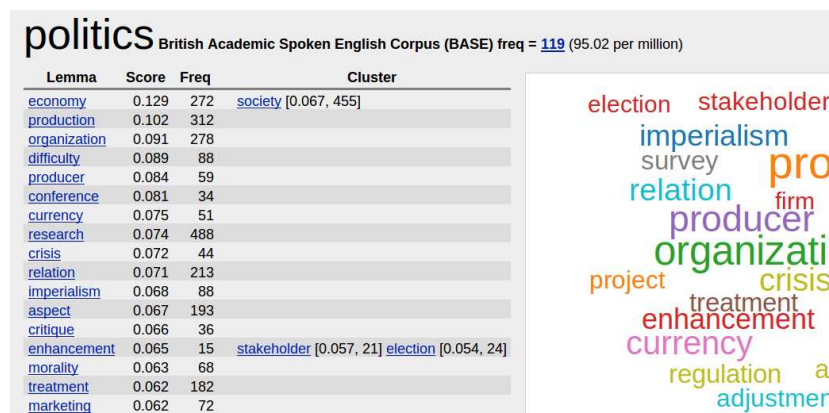 politics British Academic Spoken English Corpus (BASE) freq = 119 (95.02 per million)
Lemma Score Freq Cluster
economy 0.129 272 society [0.067, 455]
production 0.102 312
organization 0.091 278
difficulty 0.089 88
producer 0.084 59
conference 0.081 34
currency 0.075 51
research 0.074 488
crisis 0.072 44
relation 0.071 213
imperialism 0.068 88
aspect 0.067 193
critique 0.066 36
enhancement 0.065 15 stakeholder [0.057, 21] election [0.054, 24]
morality 0.063 68
treatment 0.062 182
marketing 0.062 72
election stakeholder
imperialism
survey pro
relation
firm
producer
organizati
project crisis
treatment
enhancement
currency
regulation a
adjustmen